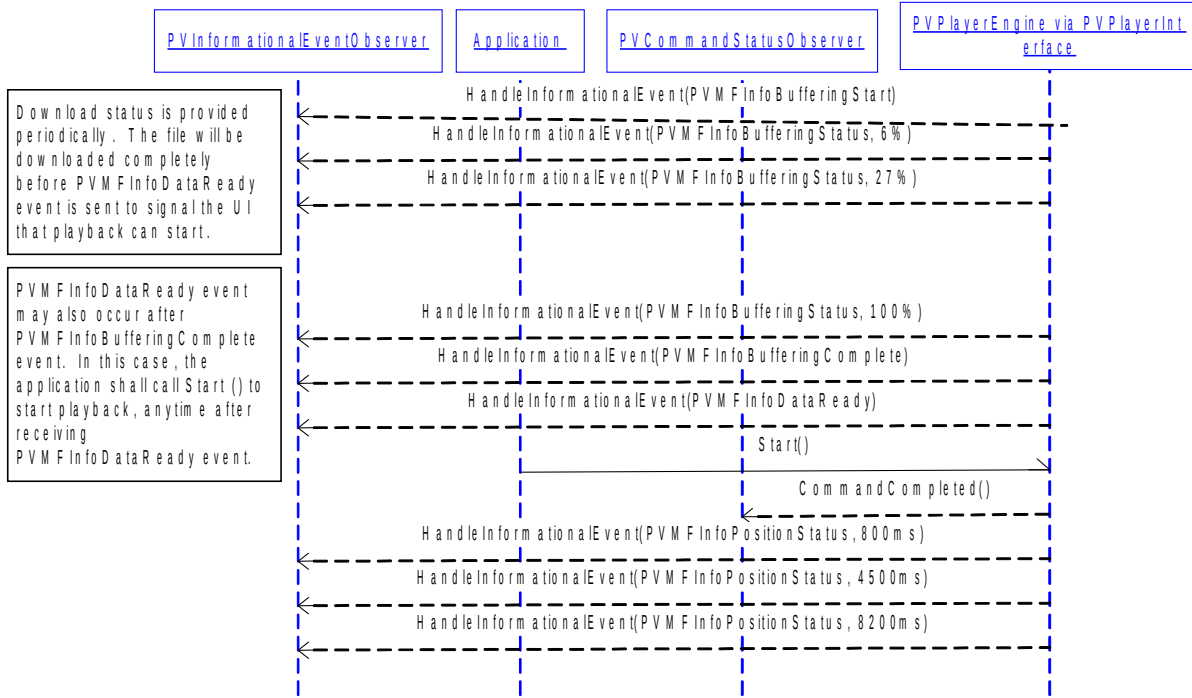 PVInformationalEventObserver
Application
PVCommandStatusObserver
PVPlayerEngine via PVPlayerInt
erface
Download status is provided
periodically. The file will be
downloaded completely
before PVMFInfoDataReady
event is sent to signal the UI
that playback can start.
PVMFInfoDataReady event
may also occur after
PVMFInfoBufferingComplete
event. In this case, the
application shall call Start () to
start playback, anytime after
receiving
PVMFInfoDataReady event.
HandleInformationalEvent(PVMFInfoBufferingStart)
HandleInformationalEvent(PVMFInfoBufferingStatus, 6%)
HandleInformationalEvent(PVMFInfoBufferingStatus, 27%)
HandleInformationalEvent(PVMFInfoBufferingStatus, 100%)
HandleInformationalEvent(PVMFInfoBufferingComplete)
HandleInformationalEvent(PVMFInfoDataReady)
Start()
CommandCompleted()
HandleInformationalEvent(PVMFInfoPositionStatus, 800ms)
HandleInformationalEvent(PVMFInfoPositionStatus, 4500ms)
HandleInformationalEvent(PVMFInfoPositionStatus, 8200ms)